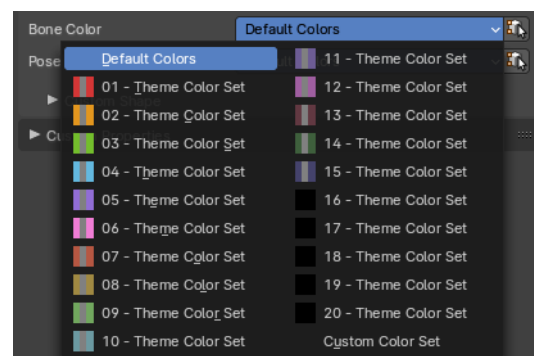 Bone Color
Default Colors
Pose
Default Colors
01 - Theme Color Set
02 - Theme Color Set
03 - Theme Color Set
04 - Theme Color Set
05 - Theme Color Set
06 - Theme Color Set
07 - Theme Color Set
08 - Theme Color Set
09 - Theme Color Set
10 - Theme Color Set
11 - Theme Color Set
12 - Theme Color Set
13 - Theme Color Set
14 - Theme Color Set
15 - Theme Color Set
16 - Theme Color Set
17 - Theme Color Set
18 - Theme Color Set
19 - Theme Color Set
20 - Theme Color Set
Custom Color Set